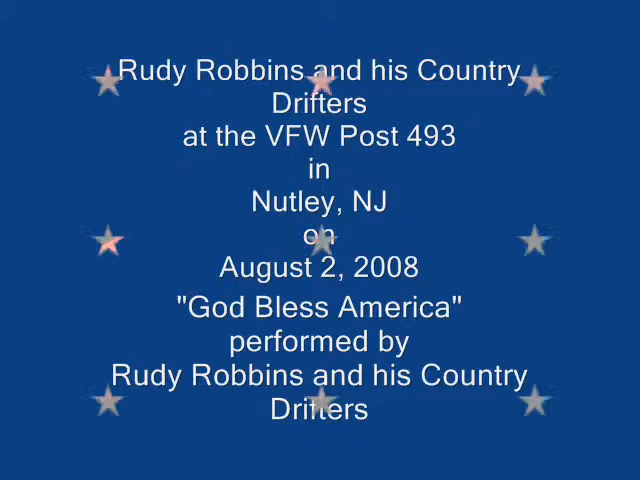 Rudy Robbins and his Country
Drifters
at the VFW Post 493
in
Nutley, NJ
on
August 2, 2008
"God Bless America"
performed by
Rudy Robbins and his Country
Drifters